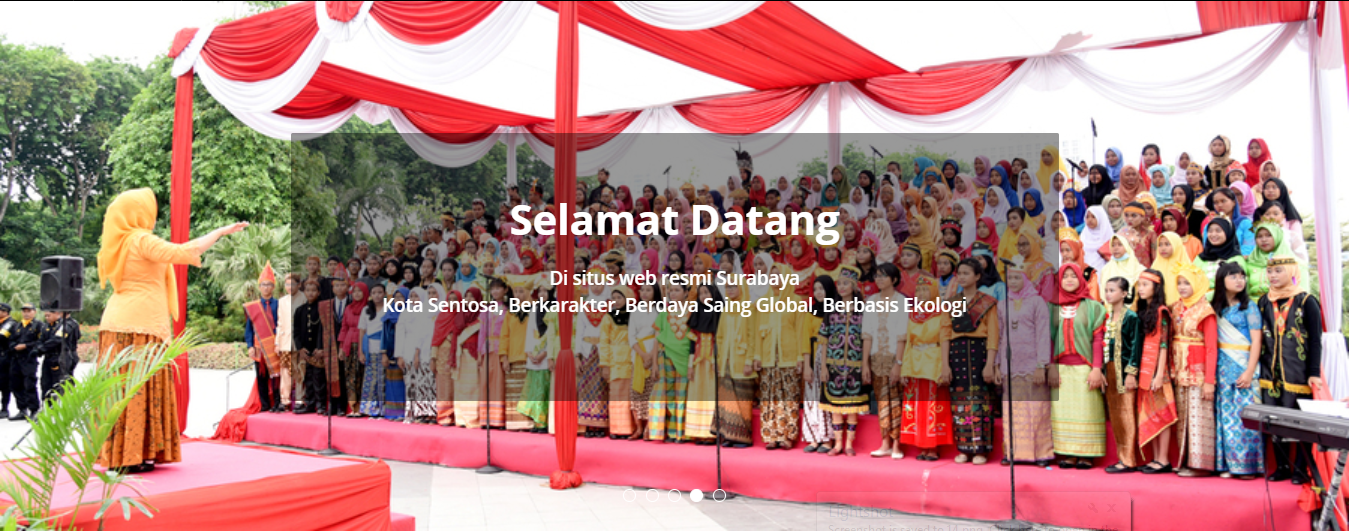 Selamat Datang
Di situs web resmi Surabaya
Kota Sentosa, Berkarakter, Berdaya Saing Global, Berbasis Ekologi